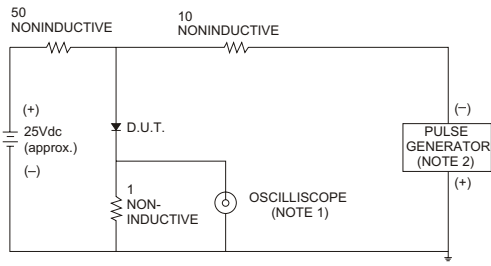 50
NONINDUCTIVE
10
NONINDUCTIVE
(+)
25Vdc
(approx.)
(–)
D.U.T.
1
NON-
INDUCTIVE
OSCILLISCOPE
(NOTE 1)
(–)
PULSE
GENERATOR
(NOTE 2)
(+)